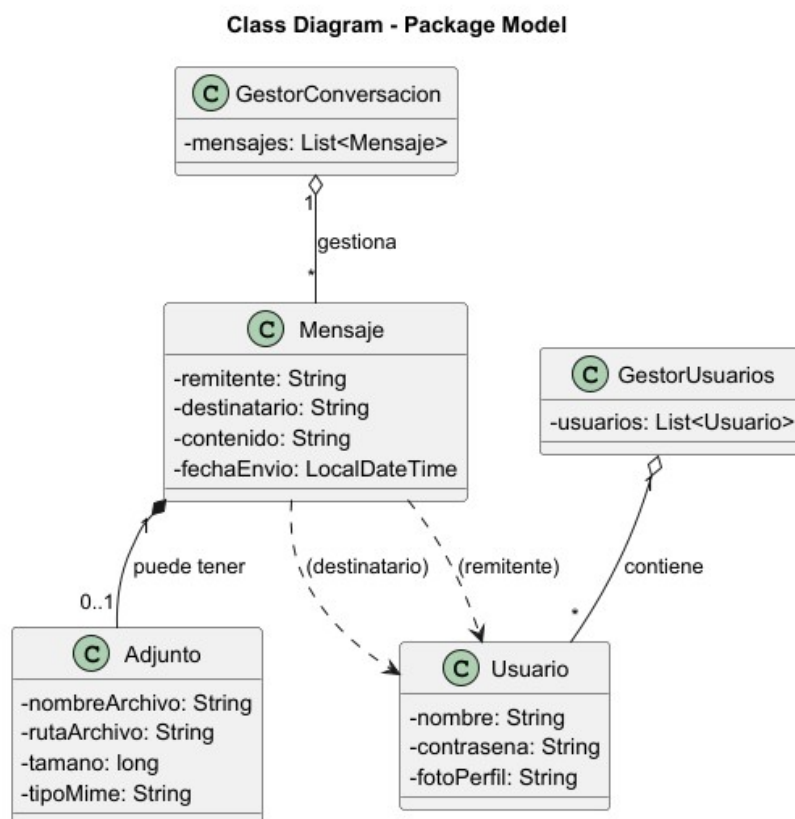 Class Diagram - Package Model
C GestorConversacion
-mensajes: List<Mensaje>
1
gestiona
*
C Mensaje
-remitente: String
-destinatario: String
-contenido: String
-fechaEnvio: LocalDateTime
C GestorUsuarios
-usuarios: List<Usuario>
1
1
puede tener
(destinatario)
(remitente)
contiene
0..1
*
C Adjunto
-nombreArchivo: String
-rutaArchivo: String
-tamano: long
-tipoMime: String
C Usuario
-nombre: String
-contrasena: String
-fotoPerfil: String